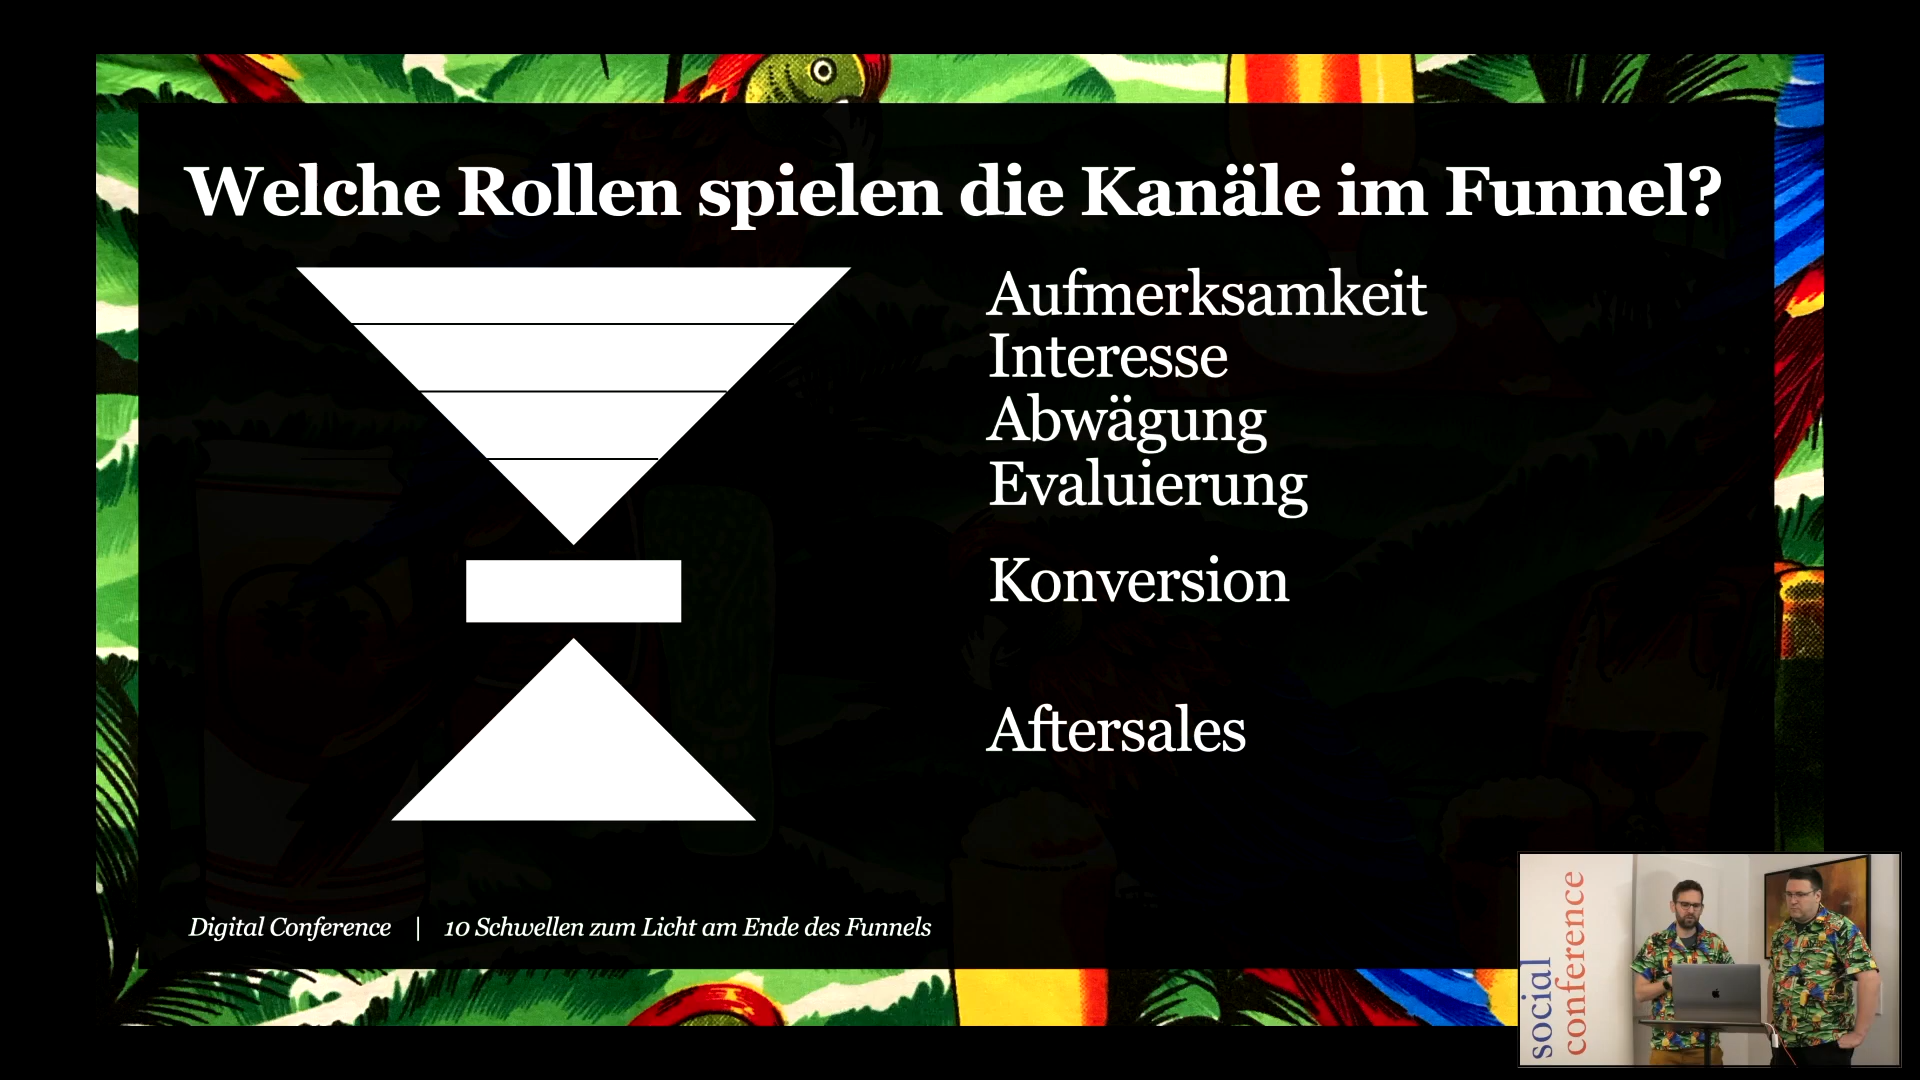 Welche Rollen spielen die Kanäle im Funnel?
Aufmerksamkeit
Interesse
Abwägung
Evaluierung
Konversion
Aftersales
Digital Conference | 10 Schwellen zum Licht am Ende des Funnels
social
conference